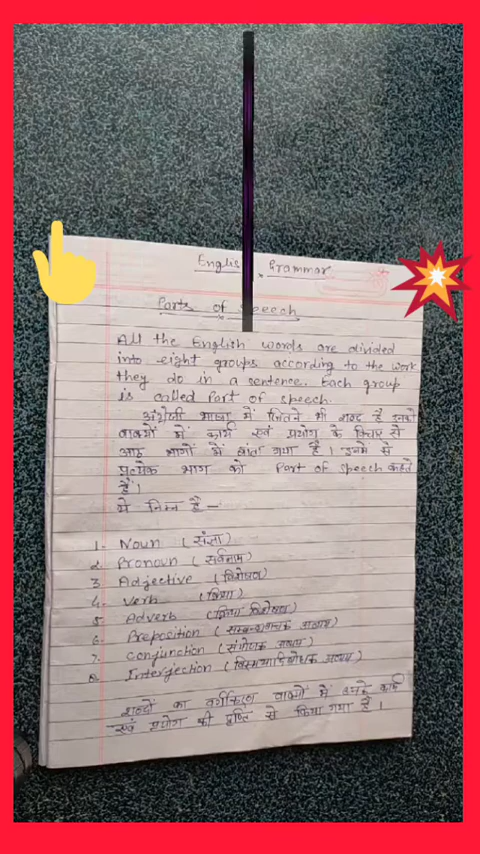 English Grammar
Parts of Speech
All the English words are divided
into eight groups according to the work
they do in a sentence. Each group
is called Part of speech.
अंग्रेजी भाषा में जितने भी शब्द है उनको
वाक्यों में कार्य एवं प्रयोग के विचार से
आठ भागों में बांटा गया है। इनमे से
प्रत्येक भाग को Part of speech कहते
हैं।
ये निम्न है –
1. Noun (संज्ञा)
2. Pronoun (सर्वनाम)
3. Adjective (विशेषण)
4. Verb (क्रिया)
5. Adverb (क्रिया विशेषण)
6. Preposition (सम्बन्धवाचक अव्यय)
7. Conjunction (संयोजक अव्यय)
8. Interjection (विस्मयादिबोधक अव्यय)
शब्दों का वर्गीकरण वाक्यों में उनके कार्य
एवं प्रयोग की दृष्टि से किया गया है।